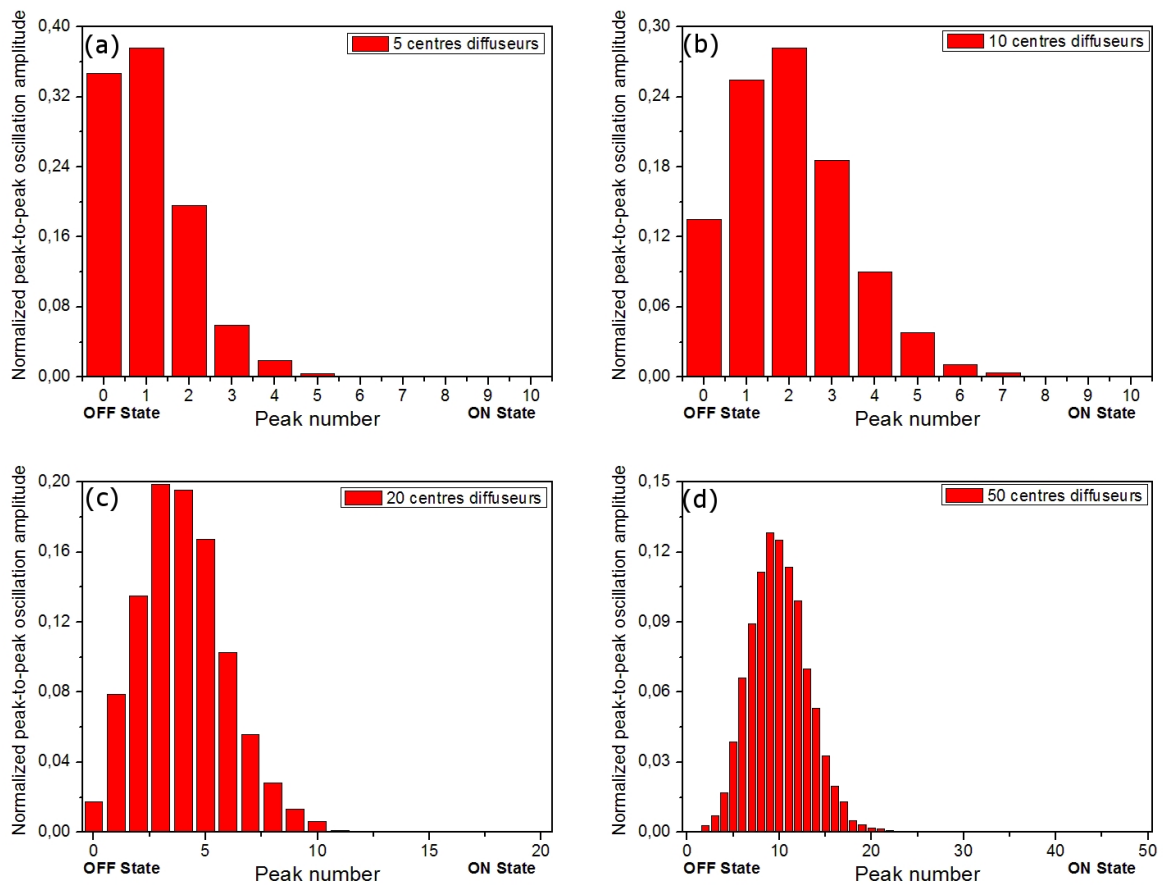 (a)
5 centres diffuseurs
Normalized peak-to-peak oscillation amplitude
0,40
0,32
0,24
0,16
0,08
0,00
0 1 2 3 4 5 6 7 8 9 10
OFF State
Peak number
ON State
(b)
10 centres diffuseurs
Normalized peak-to-peak oscillation amplitude
0,30
0,24
0,18
0,12
0,06
0,00
0 1 2 3 4 5 6 7 8 9 10
OFF State
Peak number
ON State
(c)
20 centres diffuseurs
Normalized peak-to-peak oscillation amplitude
0,20
0,16
0,12
0,08
0,04
0,00
0 5 10 15 20
OFF State
Peak number
ON State
(d)
50 centres diffuseurs
Normalized peak-to-peak oscillation amplitude
0,15
0,12
0,09
0,06
0,03
0,00
0 10 20 30 40 50
OFF State
Peak number
ON State